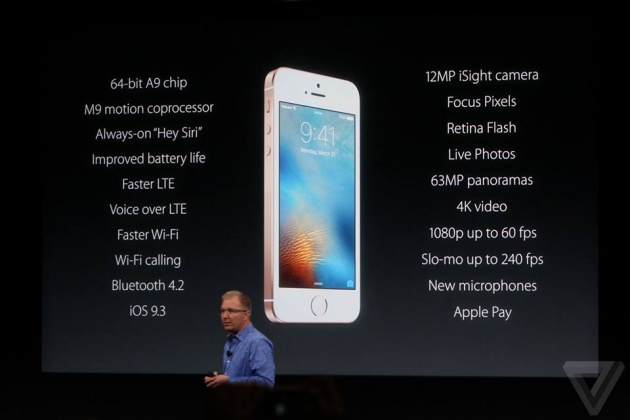 64-bit A9 chip
M9 motion coprocessor
Always-on “Hey Siri”
Improved battery life
Faster LTE
Voice over LTE
Faster Wi-Fi
Wi-Fi calling
Bluetooth 4.2
iOS 9.3
9:41
12MP iSight camera
Focus Pixels
Retina Flash
Live Photos
63MP panoramas
4K video
1080p up to 60 fps
Slo-mo up to 240 fps
New microphones
Apple Pay